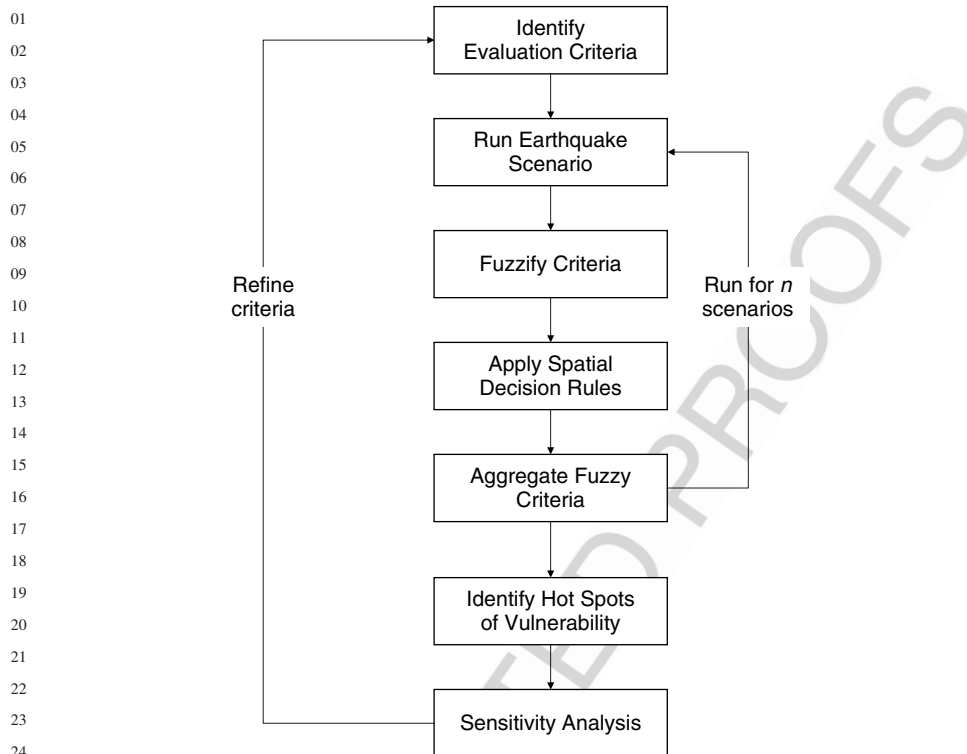 01
02
03
04
05
06
07
08
09
10
11
12
13
14
15
16
17
18
19
20
21
22
23
24
Identify
Evaluation Criteria
Run Earthquake
Scenario
Fuzzify Criteria
Refine
criteria
Run for n
scenarios
Apply Spatial
Decision Rules
Aggregate Fuzzy
Criteria
Identify Hot Spots
of Vulnerability
Sensitivity Analysis
TED PROOFS